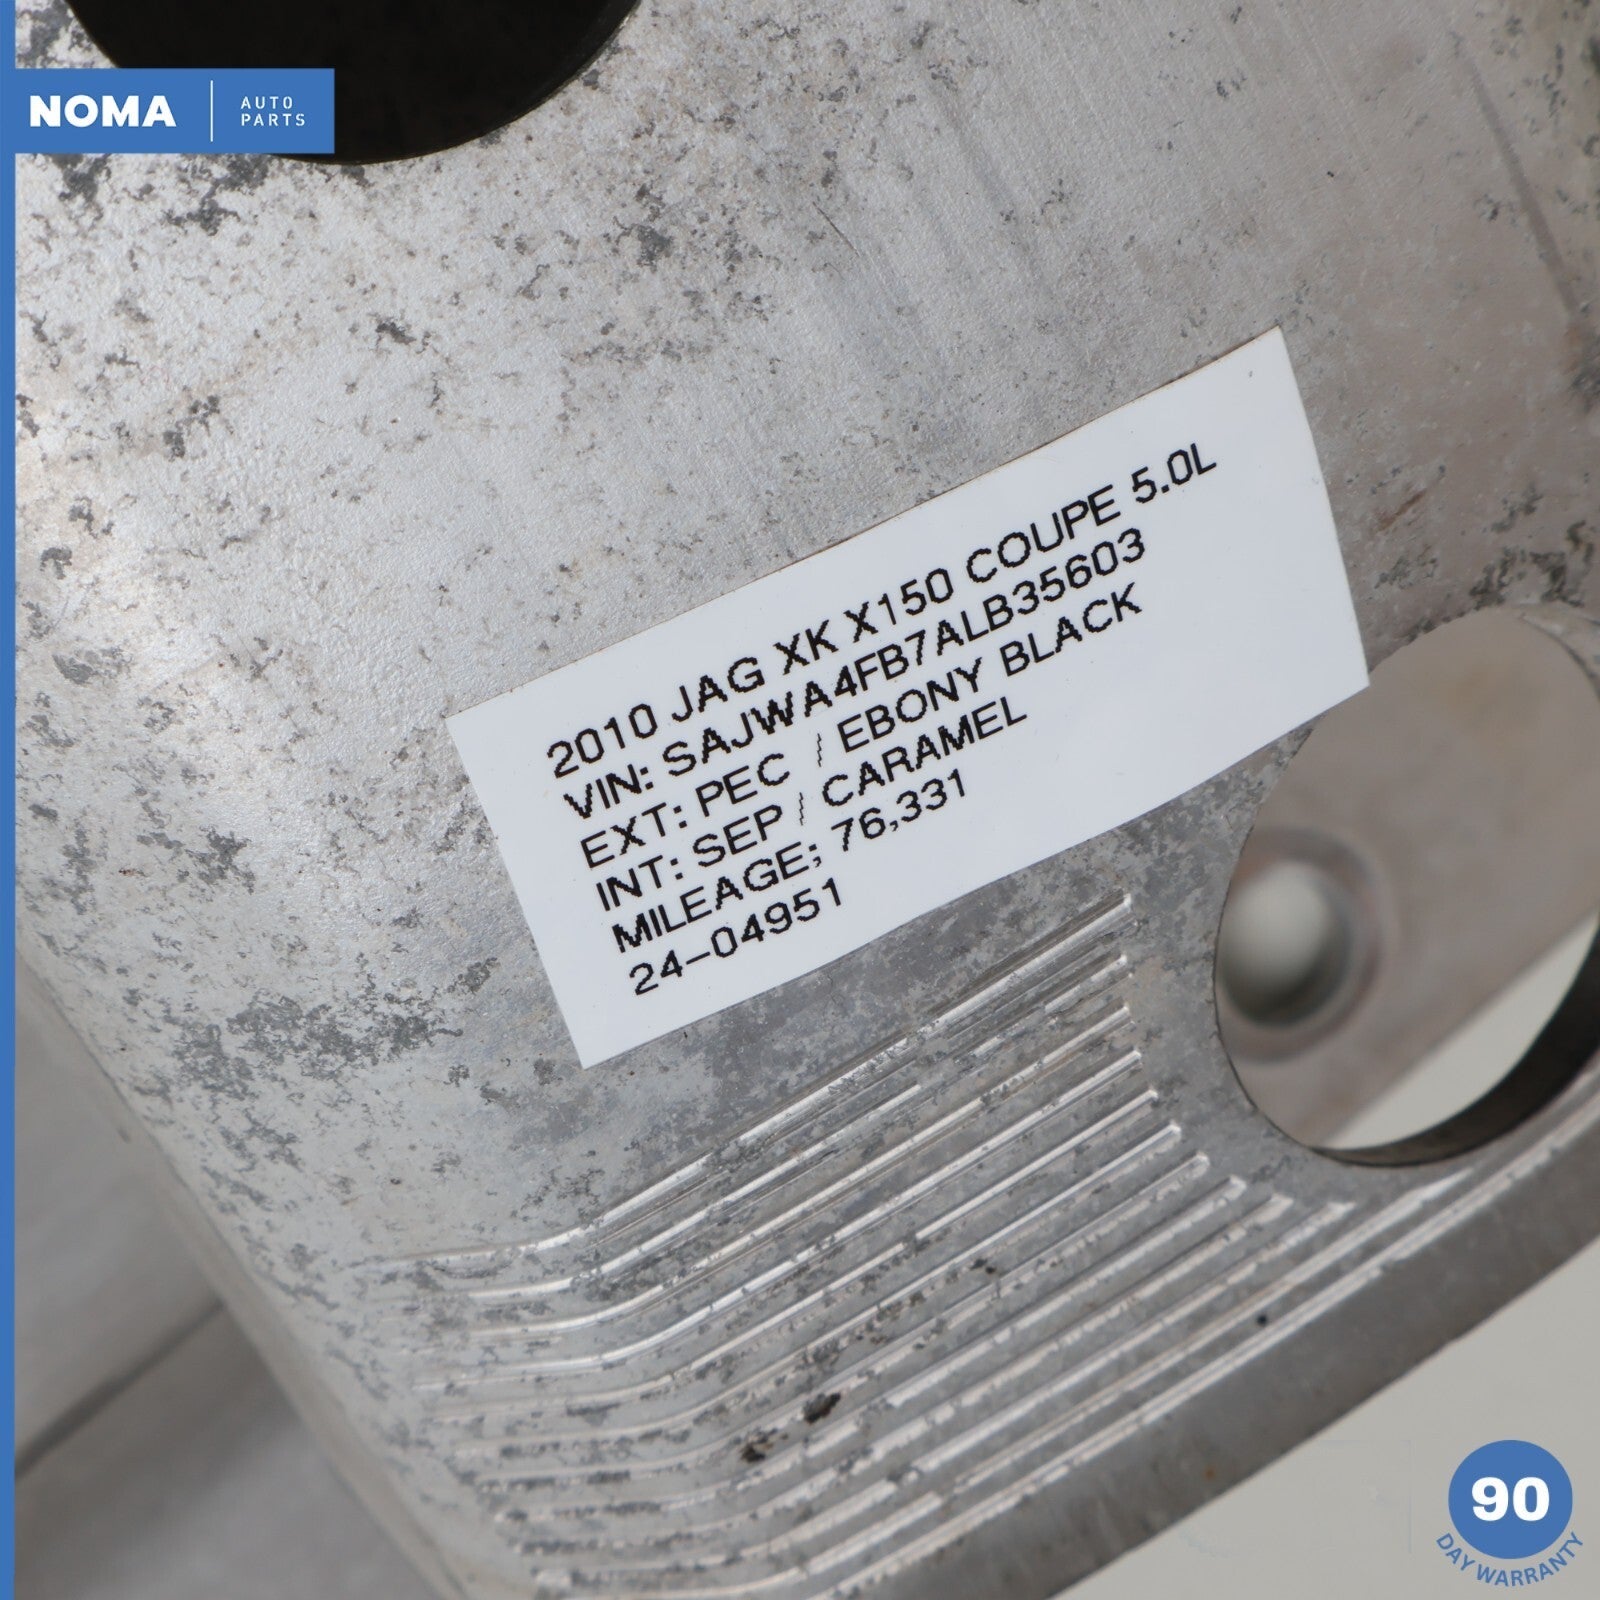 NOMA
AUTO
PARTS
2010 JAG XK X150 COUPE 5.0L
VIN: SAJWA4FB7ALB35603
EXT: PEC / EBONY BLACK
INT: SEP / CARAMEL
MILEAGE: 76,331
24-04951
90
DAY WARRANTY